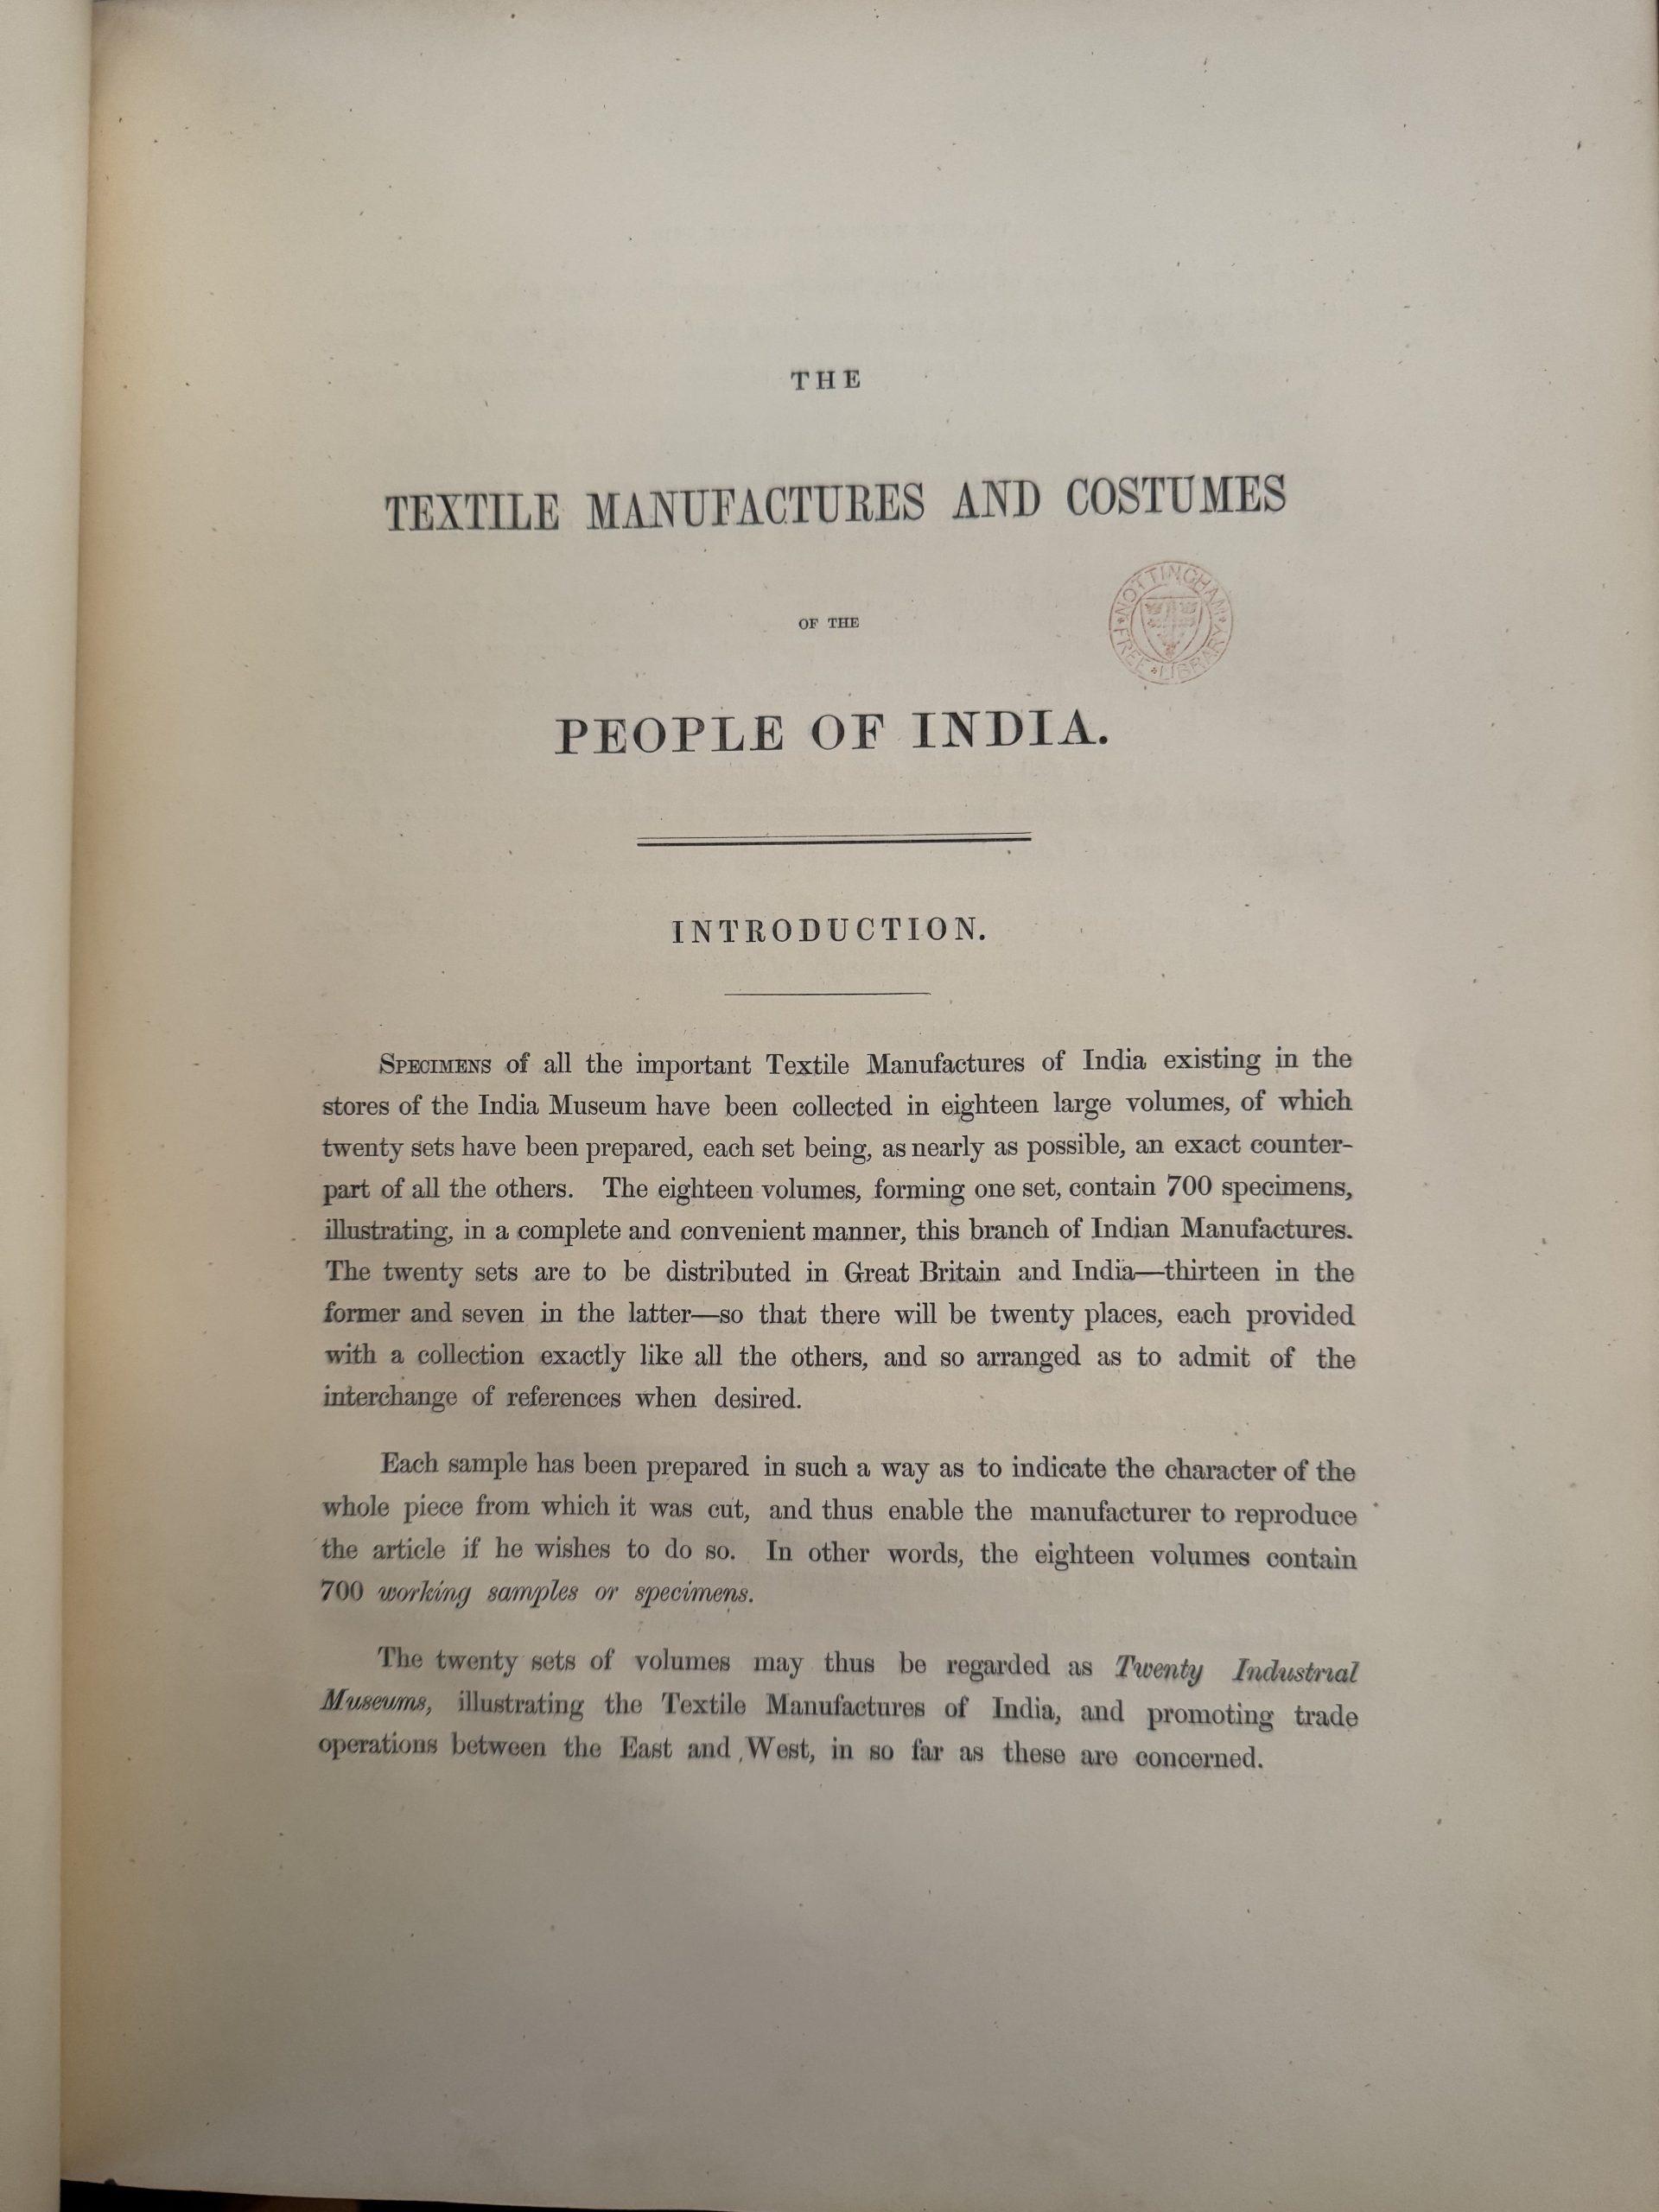 THE
TEXTILE MANUFACTURES AND COSTUMES
OF THE
NOTTINGHAM FREE LIBRARY
PEOPLE OF INDIA.
INTRODUCTION.
SPECIMENS of all the important Textile Manufactures of India existing in the
stores of the India Museum have been collected in eighteen large volumes, of which
twenty sets have been prepared, each set being, as nearly as possible, an exact counter-
part of all the others. The eighteen volumes, forming one set, contain 700 specimens,
illustrating, in a complete and convenient manner, this branch of Indian Manufactures.
The twenty sets are to be distributed in Great Britain and India—thirteen in the
former and seven in the latter—so that there will be twenty places, each provided
with a collection exactly like all the others, and so arranged as to admit of the
interchange of references when desired.
Each sample has been prepared in such a way as to indicate the character of the
whole piece from which it was cut, and thus enable the manufacturer to reproduce
the article if he wishes to do so. In other words, the eighteen volumes contain
700 working samples or specimens.
The twenty sets of volumes may thus be regarded as Twenty Industrial
Museums, illustrating the Textile Manufactures of India, and promoting trade
operations between the East and West, in so far as these are concerned.